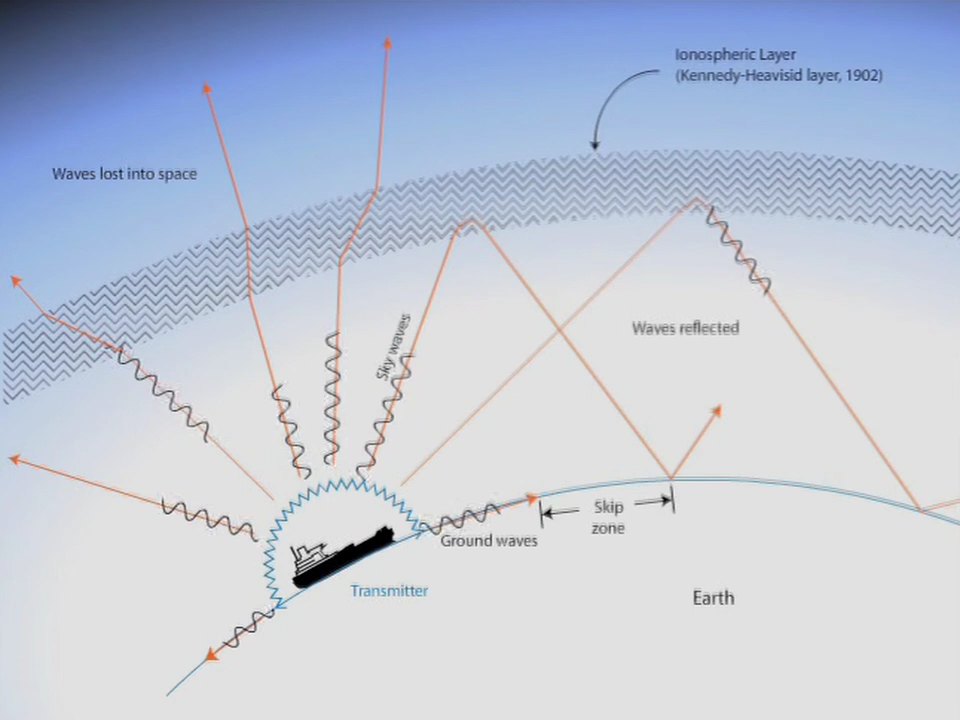 Ionospheric Layer
(Kennedy-Heavisid layer, 1902)
Waves lost into space
Sky waves
Waves reflected
Skip
zone
Ground waves
Transmitter
Earth